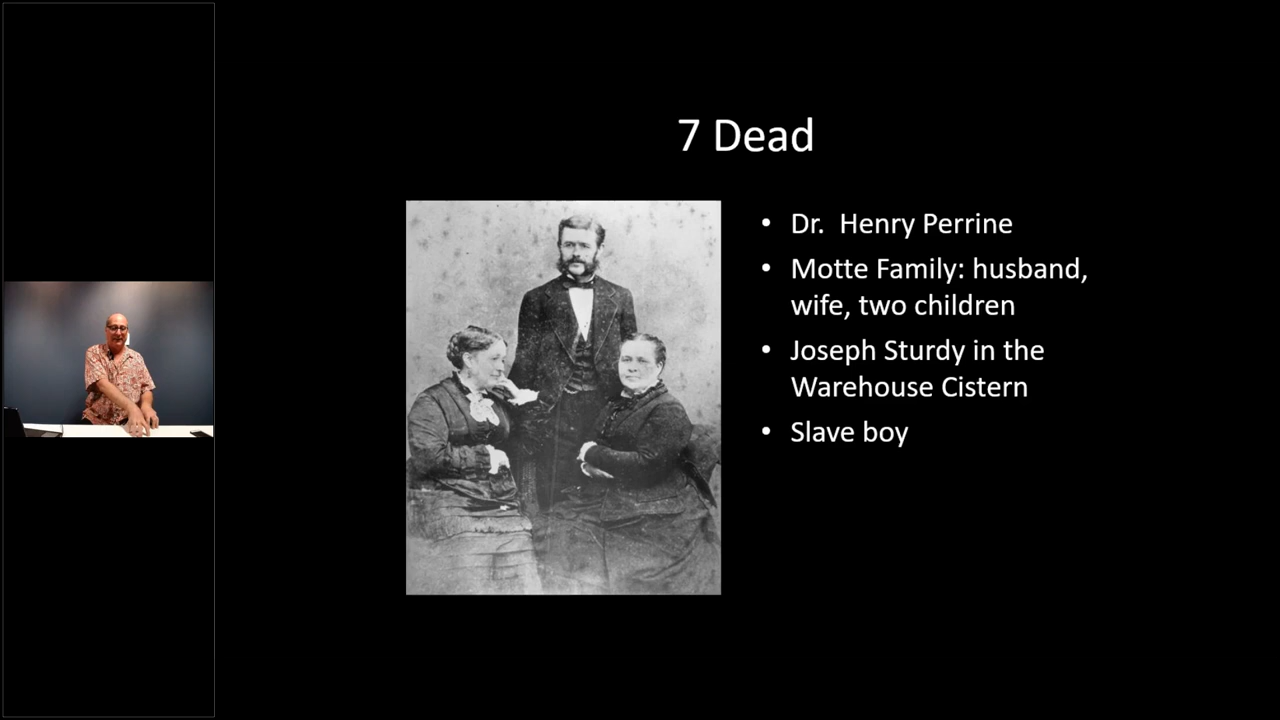 7 Dead
• Dr.  Henry Perrine
• Motte Family: husband,
wife, two children
• Joseph Sturdy in the
Warehouse Cistern
• Slave boy